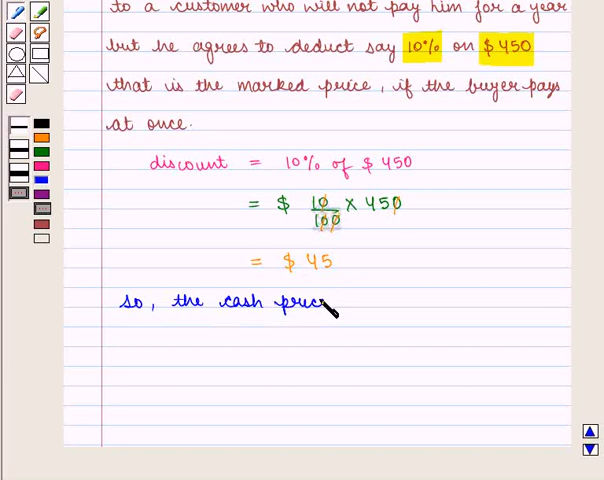 to a customer who will not pay him for a year
but he agrees to deduct say 10% on $450
that is the marked price, if the buyer pays
at once.
discount = 10% of $ 450
= $ 10/100 × 450
= $ 45
so, the cash pric